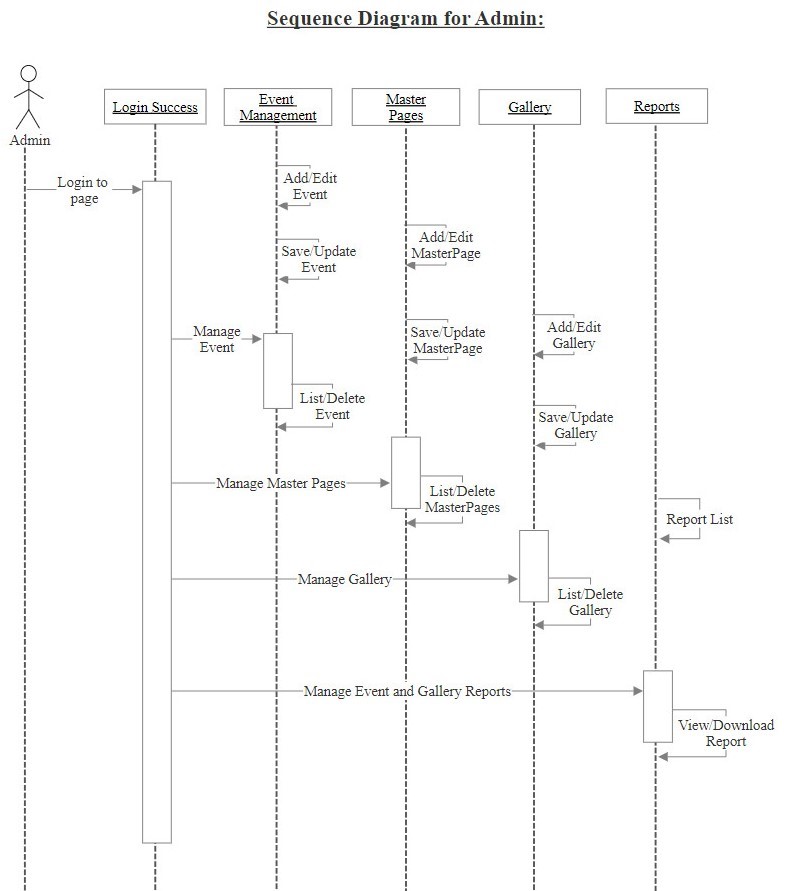 Sequence Diagram for Admin:
Admin
Login Success
Event
Management
Master
Pages
Gallery
Reports
Login to
page
Add/Edit
Event
Save/Update
Event
Add/Edit
MasterPage
Manage
Event
Save/Update
MasterPage
Add/Edit
Gallery
List/Delete
Event
Save/Update
Gallery
Manage Master Pages
List/Delete
MasterPages
Report List
Manage Gallery
List/Delete
Gallery
Manage Event and Gallery Reports
View/Download
Report